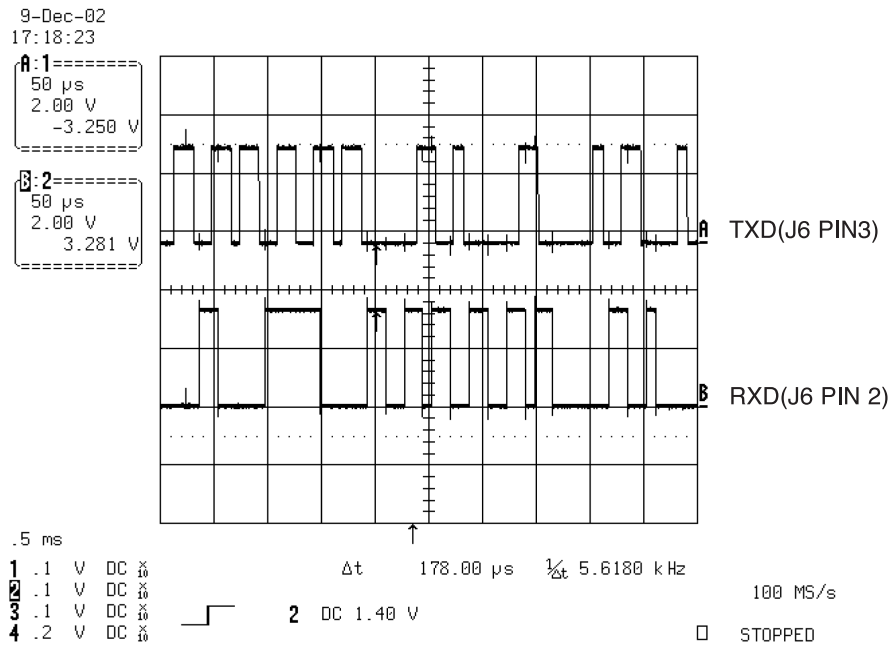 9-Dec-02
17:18:23
A:1
50 µs
2.00 V
-3.250 V
B:2
50 µs
2.00 V
3.281 V
A TXD(J6 PIN3)
B RXD(J6 PIN 2)
.5 ms
1 .1 V DC x10
2 .1 V DC x10
3 .1 V DC x10
4 .2 V DC x10
Δt 178.00 µs 1/Δt 5.6180 kHz
2 DC 1.40 V
100 MS/s
STOPPED